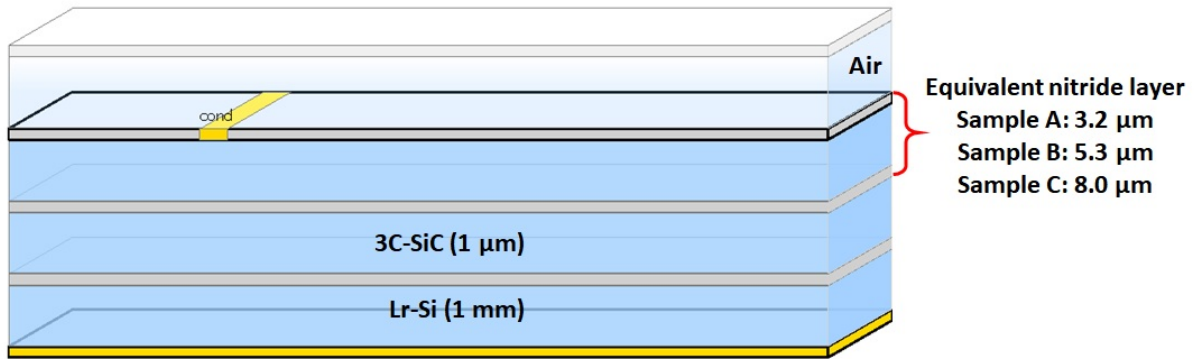 Air
cond
Equivalent nitride layer
Sample A: 3.2 μm
Sample B: 5.3 μm
Sample C: 8.0 μm
3C-SiC (1 μm)
Lr-Si (1 mm)